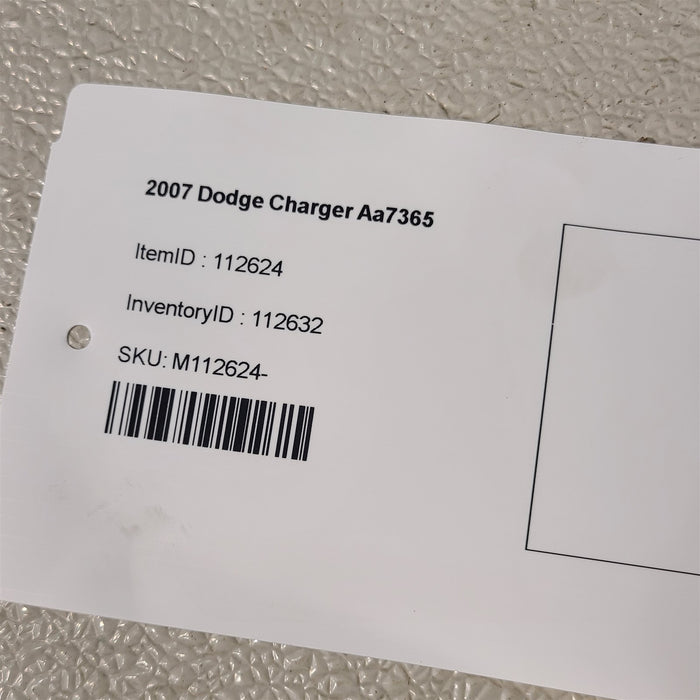 2007 Dodge Charger Aa7365
ItemID : 112624
InventoryID : 112632
SKU: M112624-